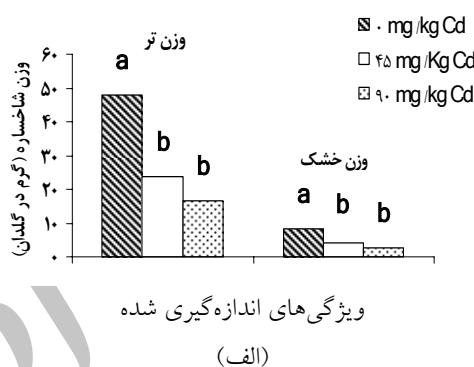 ۰ mg/kg Cd
۴۵ mg/Kg Cd
۹۰ mg/kg Cd
وزن تر
وزن خشک
a
b
b
a
b
b
۶۰
۵۰
۴۰
۳۰
۲۰
۱۰
۰
وزن شاخساره (گرم در گلدان)
ویژگی‌های اندازه‌گیری شده
(الف)